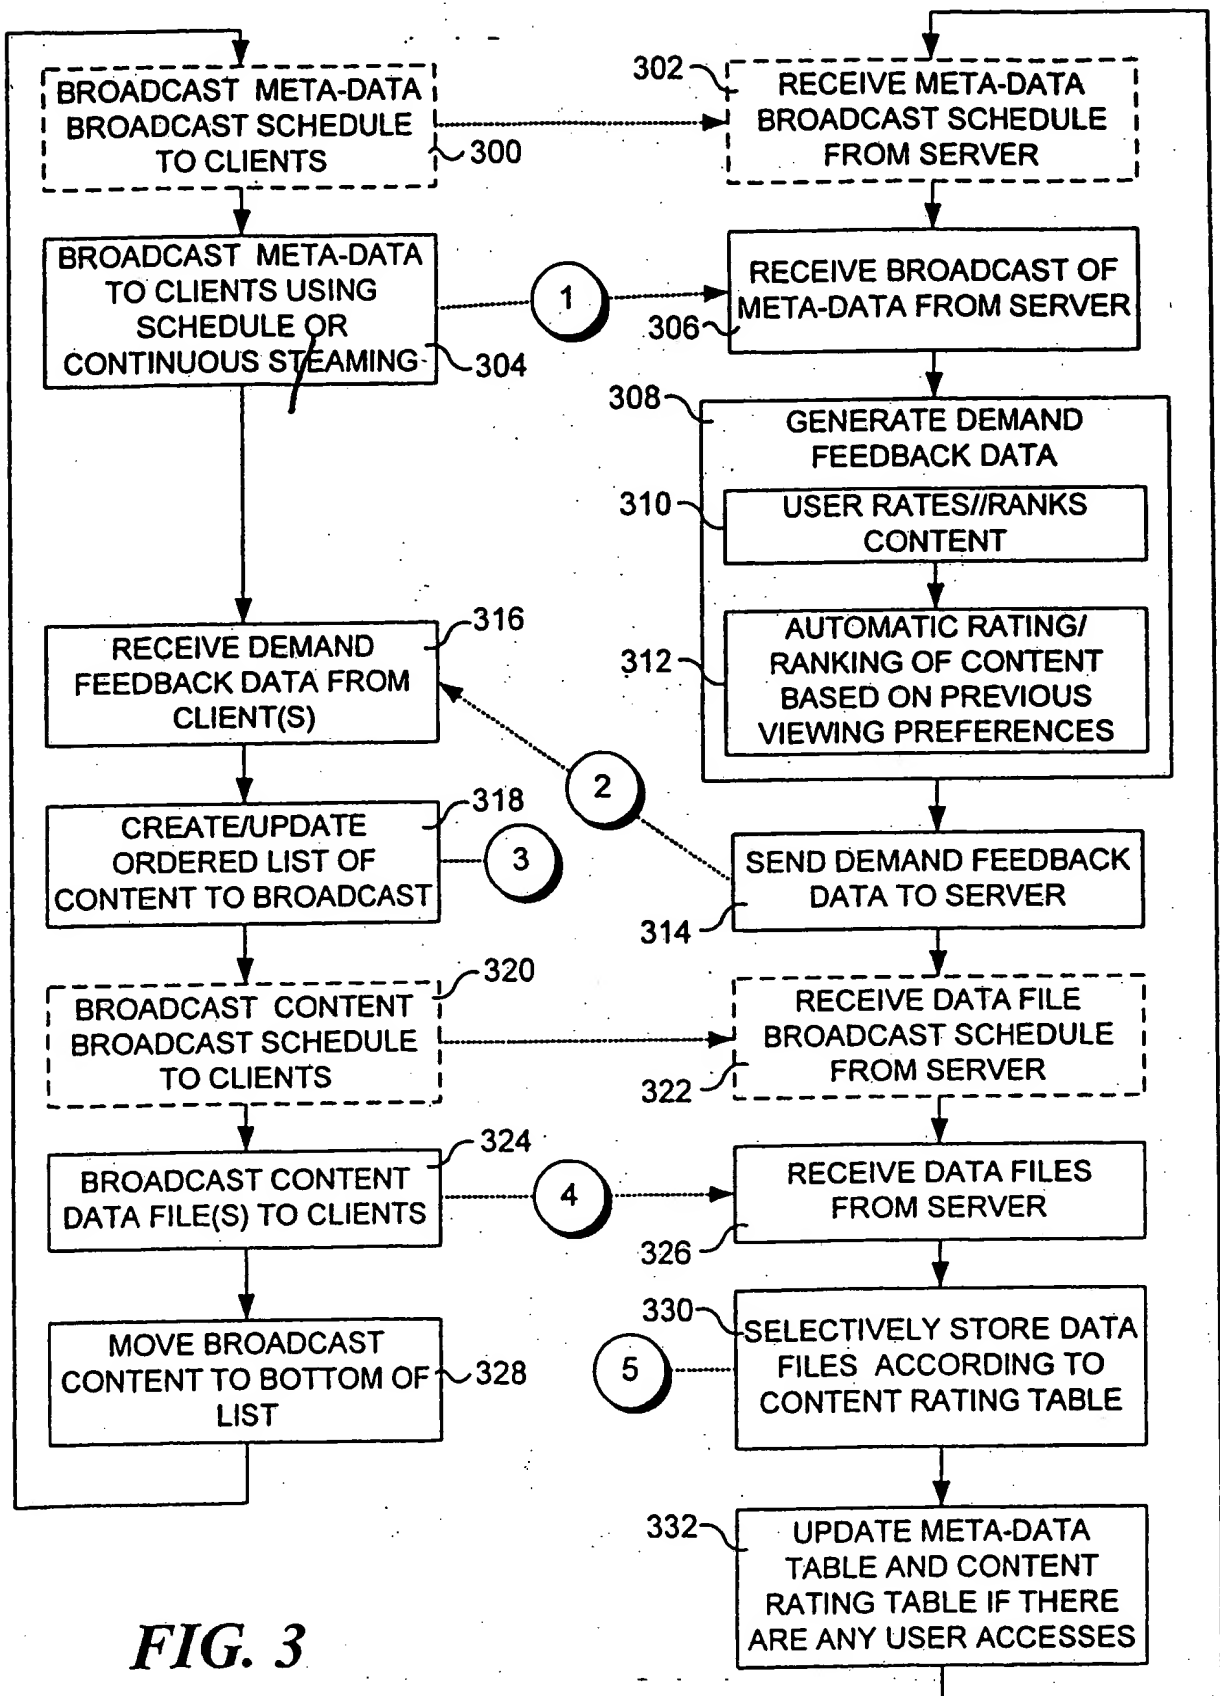 BROADCAST META-DATA
BROADCAST SCHEDULE
TO CLIENTS
300
302
RECEIVE META-DATA
BROADCAST SCHEDULE
FROM SERVER
BROADCAST META-DATA
TO CLIENTS USING
SCHEDULE OR
CONTINUOUS STEAMING
304
1
RECEIVE BROADCAST OF
META-DATA FROM SERVER
306
308
GENERATE DEMAND
FEEDBACK DATA
310
USER RATES//RANKS
CONTENT
312
AUTOMATIC RATING/
RANKING OF CONTENT
BASED ON PREVIOUS
VIEWING PREFERENCES
316
RECEIVE DEMAND
FEEDBACK DATA FROM
CLIENT(S)
2
318
CREATE/UPDATE
ORDERED LIST OF
CONTENT TO BROADCAST
3
SEND DEMAND FEEDBACK
DATA TO SERVER
314
320
BROADCAST CONTENT
BROADCAST SCHEDULE
TO CLIENTS
RECEIVE DATA FILE
BROADCAST SCHEDULE
FROM SERVER
322
324
BROADCAST CONTENT
DATA FILE(S) TO CLIENTS
4
RECEIVE DATA FILES
FROM SERVER
326
MOVE BROADCAST
CONTENT TO BOTTOM OF
LIST
328
330
5
SELECTIVELY STORE DATA
FILES ACCORDING TO
CONTENT RATING TABLE
332
UPDATE META-DATA
TABLE AND CONTENT
RATING TABLE IF THERE
ARE ANY USER ACCESSES
FIG. 3